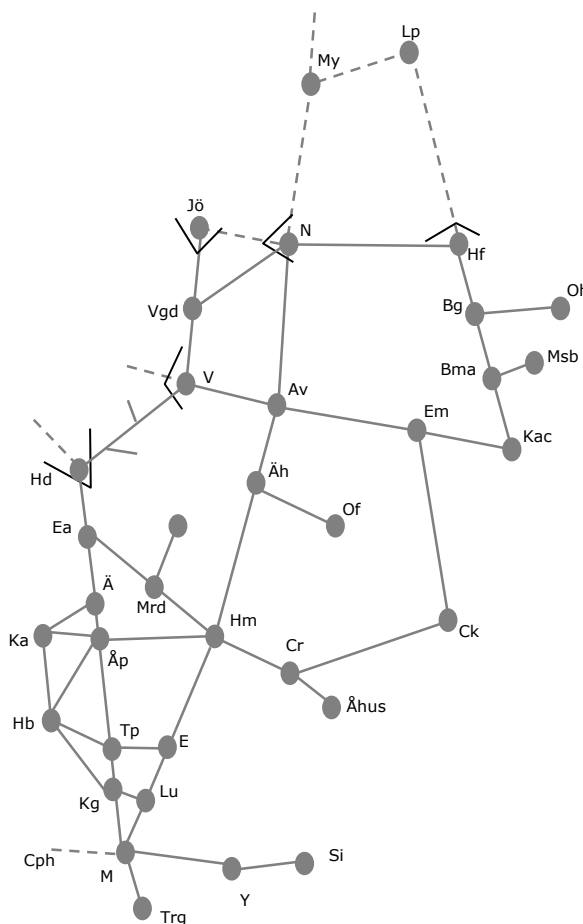 Lp
My
Jö
N
Hf
Vgd
Bg
Oh
Bma
Msb
V
Av
Em
Kac
Hd
Äh
Of
Ea
Ä
Mrd
Hm
Ka
Åp
Cr
Ck
Åhus
Hb
Tp
E
Kg
Lu
Cph
M
Si
Y
Trg